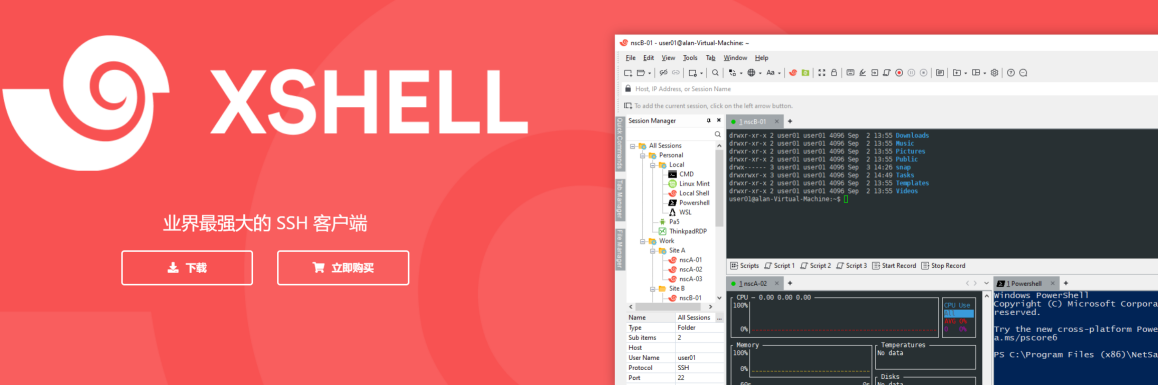 XSHELL
业界最强大的 SSH 客户端
下载
立即购买
nscB-01 - user01@alan-Virtual-Machine: ~
File Edit View Tools Tab Window Help
Host, IP Address, or Session Name
To add the current session, click on the left arrow button.
Quick Commands
Tab Manager
File Manager
Session Manager
All Sessions
Personal
Local
CMD
Linux Mint
Local Shell
Powershell
WSL
Pa5
ThinkpadRDP
Work
Site A
nscA-01
nscA-02
nscA-03
Site B
nscB-01
Name All Sessions
Type Folder
Sub items 2
Host
User Name user01
Protocol SSH
Port 22
1 nscB-01
drwxr-xr-x 2 user01 user01 4096 Sep 2 13:55 Downloads
drwxr-xr-x 2 user01 user01 4096 Sep 2 13:55 Music
drwxr-xr-x 2 user01 user01 4096 Sep 2 13:55 Pictures
drwxr-xr-x 2 user01 user01 4096 Sep 2 13:55 Public
drwx------ 3 user01 user01 4096 Sep 3 14:26 snap
drwxrwxr-x 3 user01 user01 4096 Sep 2 14:49 Tasks
drwxr-xr-x 2 user01 user01 4096 Sep 2 13:55 Templates
drwxr-xr-x 2 user01 user01 4096 Sep 2 13:55 Videos
user01@alan-Virtual-Machine:~$
Scripts Script 1 Script 2 Script 3 Start Record Stop Record
1 nscA-02
CPU ~ 0.00 0.00 0.00
100%
0%
CPU Use
Memory
100%
0%
60s 0s
Temperatures
No data
Disks
No data
1 Powershell
Windows PowerShell
Copyright (C) Microsoft Corpora
reserved.
Try the new cross-platform Powe
a.ms/pscore6
PS C:\Program Files (x86)\NetSa